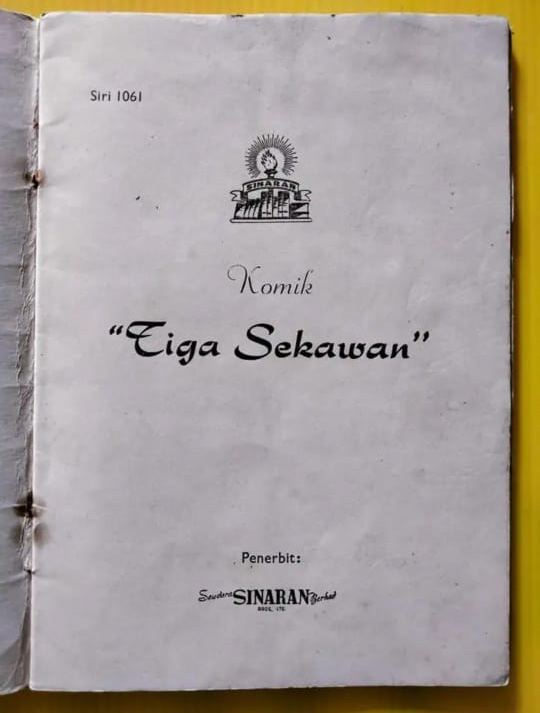 Siri 1061
SINARAN
Komik
“Tiga Sekawan”
Penerbit:
Saudara SINARAN Berhad
BROS. LTD.